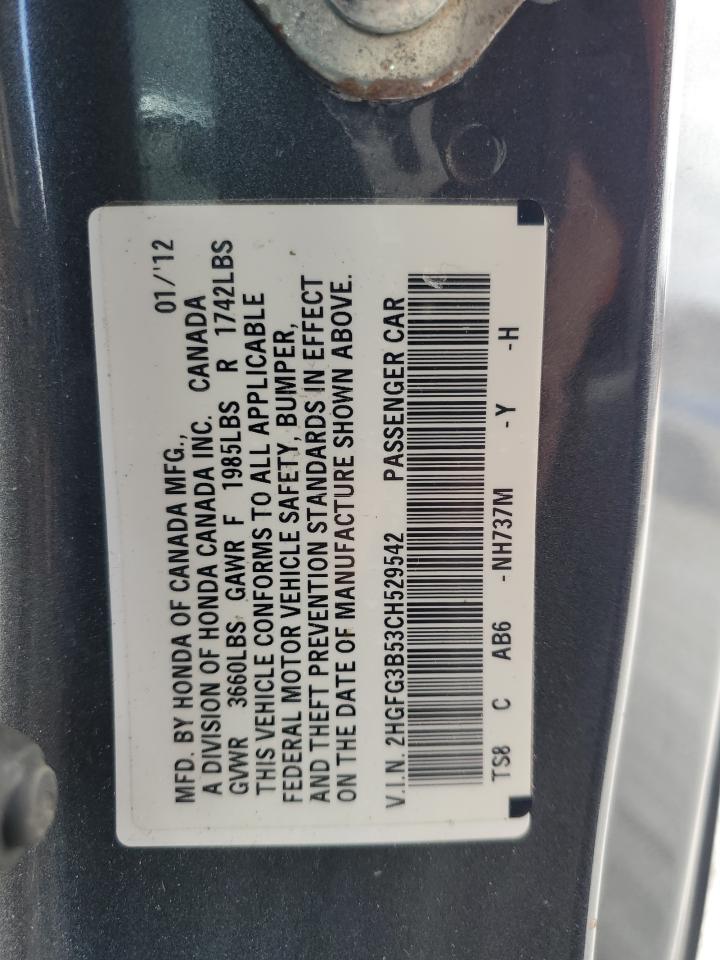 MFD. BY HONDA OF CANADA MFG., 01/'12
A DIVISION OF HONDA CANADA INC. CANADA
GVWR 3660LBS GAWR F 1985LBS R 1742LBS
THIS VEHICLE CONFORMS TO ALL APPLICABLE
FEDERAL MOTOR VEHICLE SAFETY, BUMPER,
AND THEFT PREVENTION STANDARDS IN EFFECT
ON THE DATE OF MANUFACTURE SHOWN ABOVE.
V.I.N. 2HGFG3B53CH529542 PASSENGER CAR
TS8 C AB6 -NH737M -Y -H